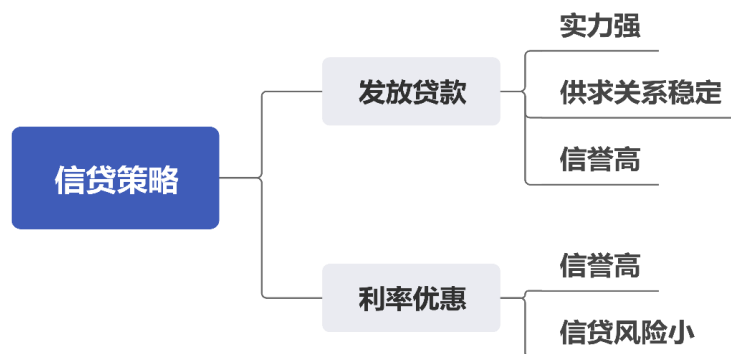 信贷策略
发放贷款
实力强
供求关系稳定
信誉高
利率优惠
信誉高
信贷风险小